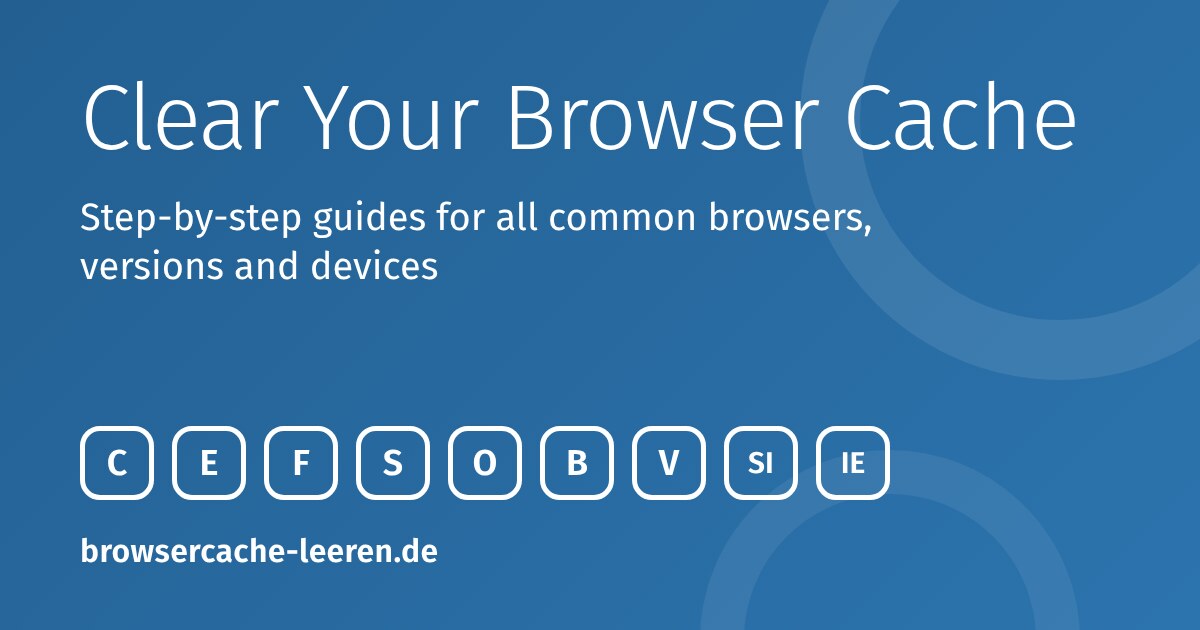 Clear Your Browser Cache
Step-by-step guides for all common browsers,
versions and devices
C E F S O B V SI IE
browsercache-leeren.de